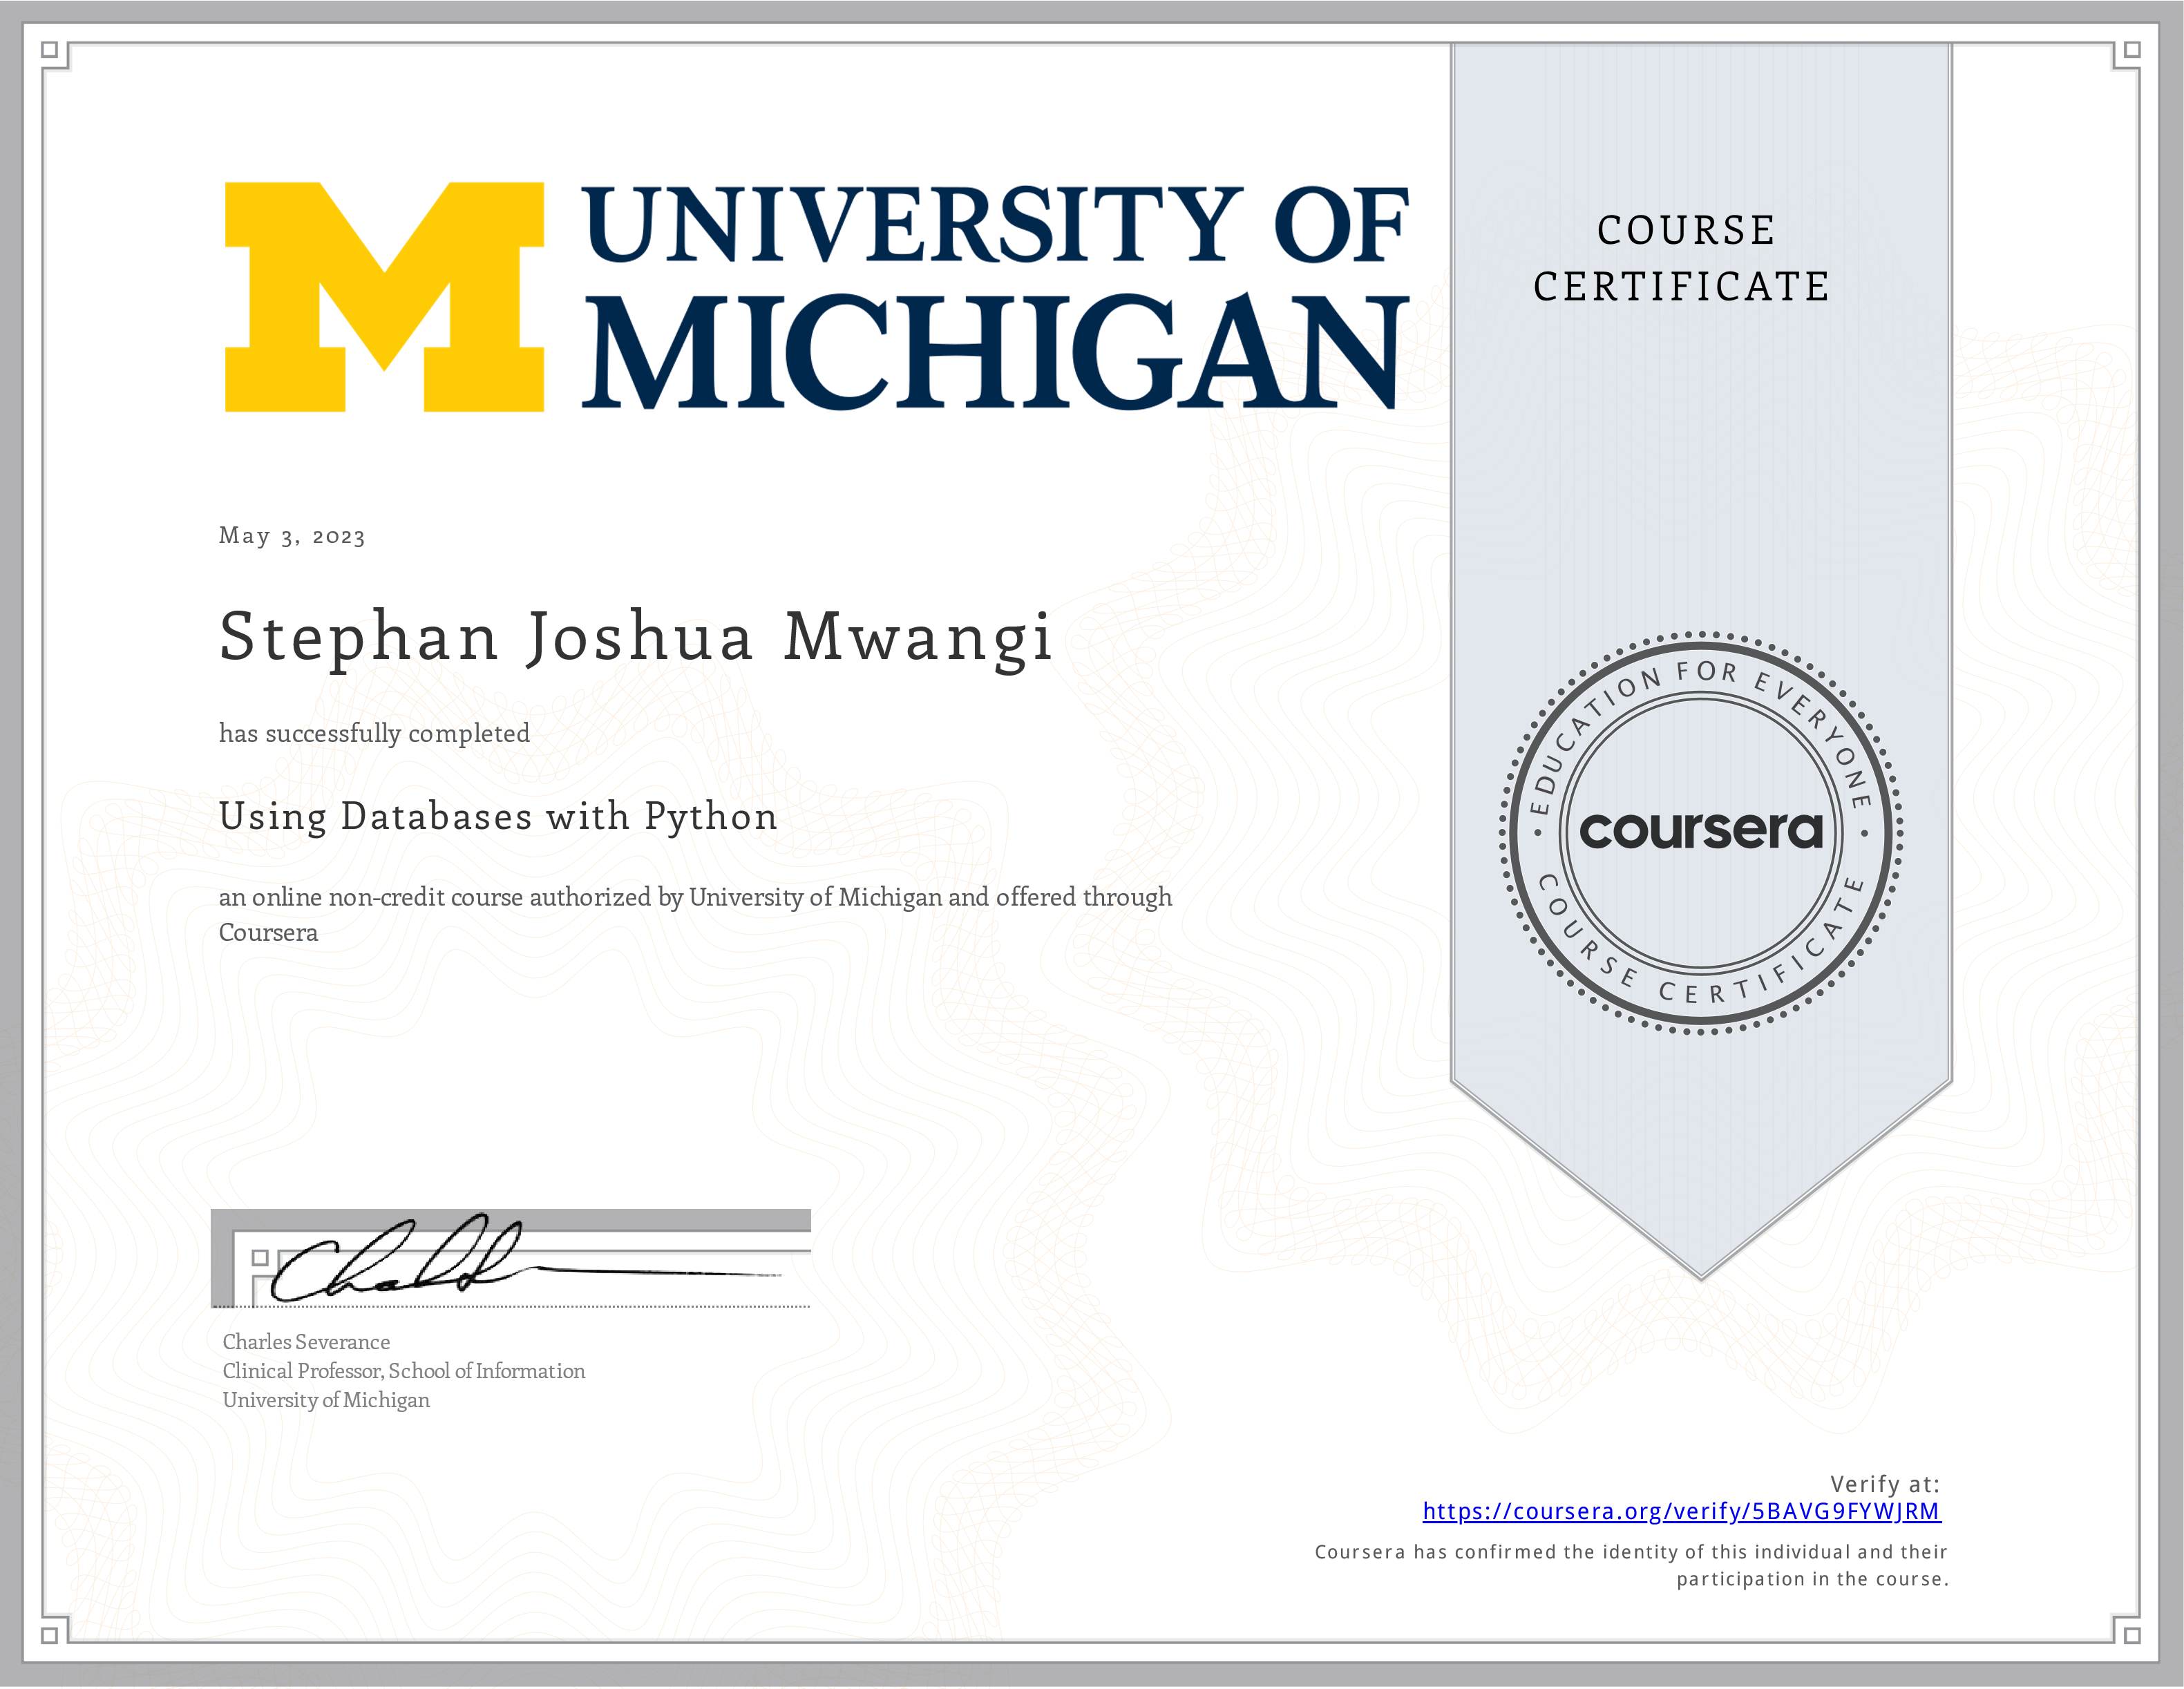 UNIVERSITY OF
MICHIGAN
COURSE
CERTIFICATE
May 3, 2023
Stephan Joshua Mwangi
has successfully completed
Using Databases with Python
an online non-credit course authorized by University of Michigan and offered through
Coursera
EDUCATION FOR EVERYONE
coursera
COURSE CERTIFICATE
Charles Severance
Clinical Professor, School of Information
University of Michigan
Verify at:
https://coursera.org/verify/5BAVG9FYWJRM
Coursera has confirmed the identity of this individual and their
participation in the course.